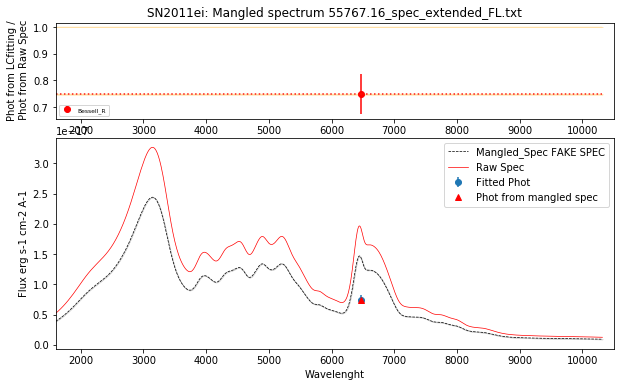 SN2011ei: Mangled spectrum 55767.16_spec_extended_FL.txt
Phot from LCfitting /
Phot from Raw Spec
1.0
0.9
0.8
0.7
Bessell_R
2000 3000 4000 5000 6000 7000 8000 9000 10000
1e−17
Flux erg s-1 cm-2 A-1
3.0
2.5
2.0
1.5
1.0
0.5
0.0
Mangled_Spec FAKE SPEC
Raw Spec
Fitted Phot
Phot from mangled spec
2000 3000 4000 5000 6000 7000 8000 9000 10000
Wavelenght